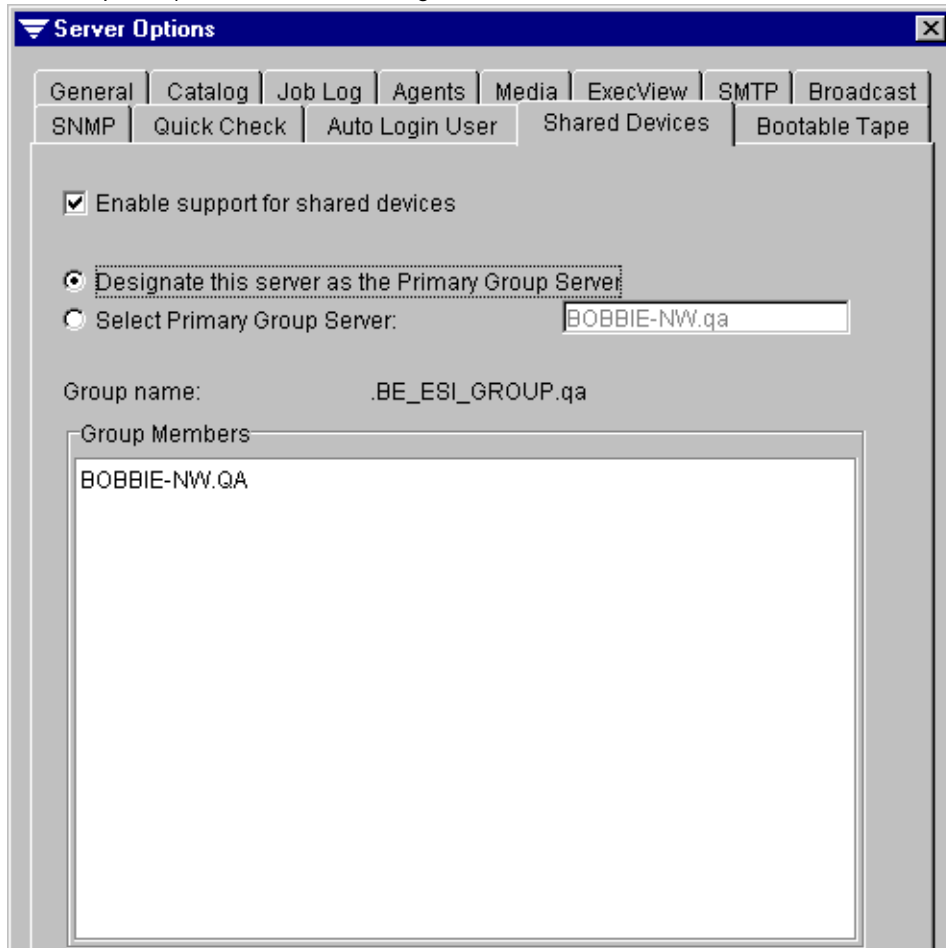 Server Options
General Catalog Job Log Agents Media ExecView SMTP Broadcast
SNMP Quick Check Auto Login User Shared Devices Bootable Tape
Enable support for shared devices
Designate this server as the Primary Group Server
Select Primary Group Server: BOBBIE-NW.qa
Group name: .BE_ESI_GROUP.qa
Group Members
BOBBIE-NW.QA